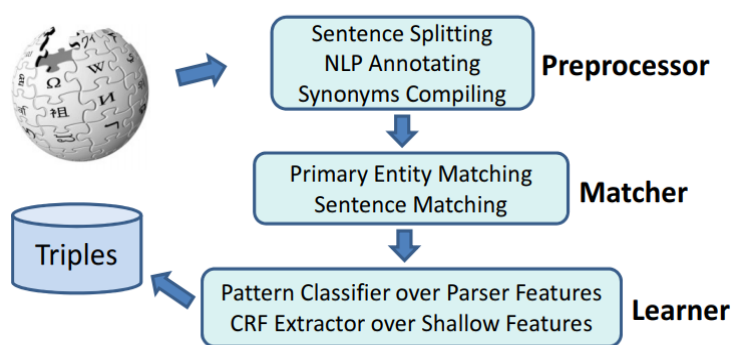 Sentence Splitting
NLP Annotating
Synonyms Compiling
Preprocessor
Primary Entity Matching
Sentence Matching
Matcher
Triples
Pattern Classifier over Parser Features
CRF Extractor over Shallow Features
Learner
Ω
W
И
祖